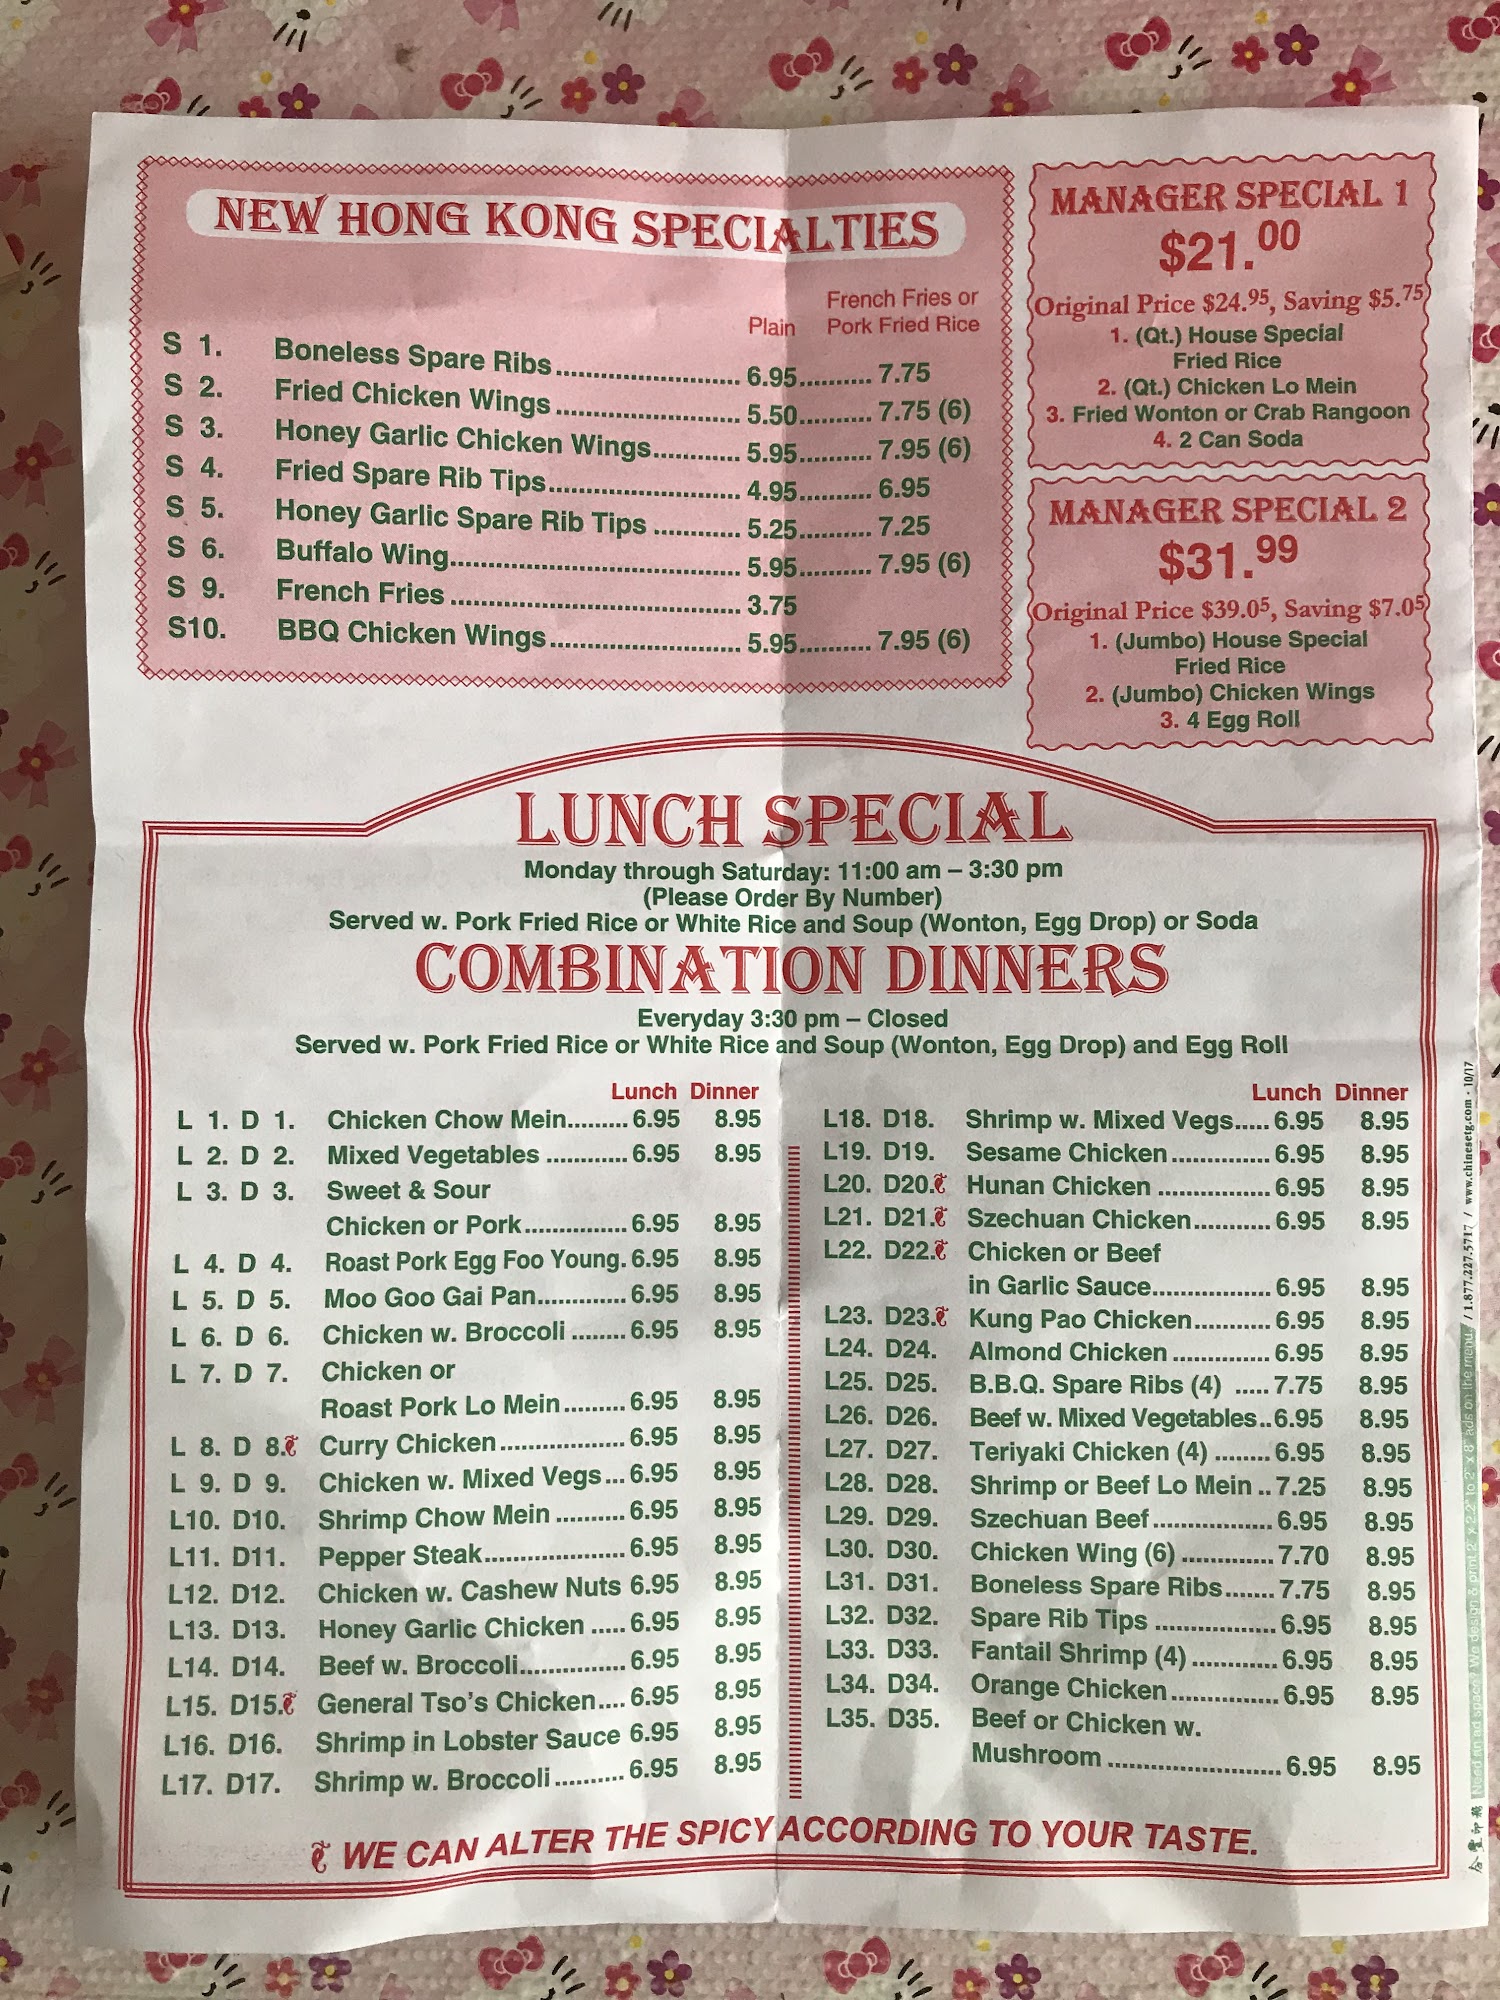 NEW HONG KONG SPECIALTIES
Plain French Fries or Pork Fried Rice
S 1. Boneless Spare Ribs 6.95 7.75
S 2. Fried Chicken Wings 5.50 7.75 (6)
S 3. Honey Garlic Chicken Wings 5.95 7.95 (6)
S 4. Fried Spare Rib Tips 4.95 6.95
S 5. Honey Garlic Spare Rib Tips 5.25 7.25
S 6. Buffalo Wing 5.95 7.95 (6)
S 9. French Fries 3.75
S10. BBQ Chicken Wings 5.95 7.95 (6)
MANAGER SPECIAL 1
$21.00
Original Price $24.95, Saving $5.75
1. (Qt.) House Special
Fried Rice
2. (Qt.) Chicken Lo Mein
3. Fried Wonton or Crab Rangoon
4. 2 Can Soda
MANAGER SPECIAL 2
$31.99
Original Price $39.05, Saving $7.05
1. (Jumbo) House Special
Fried Rice
2. (Jumbo) Chicken Wings
3. 4 Egg Roll
LUNCH SPECIAL
Monday through Saturday: 11:00 am – 3:30 pm
(Please Order By Number)
Served w. Pork Fried Rice or White Rice and Soup (Wonton, Egg Drop) or Soda
COMBINATION DINNERS
Everyday 3:30 pm – Closed
Served w. Pork Fried Rice or White Rice and Soup (Wonton, Egg Drop) and Egg Roll
Lunch Dinner
L 1. D 1. Chicken Chow Mein 6.95 8.95
L 2. D 2. Mixed Vegetables 6.95 8.95
L 3. D 3. Sweet & Sour
Chicken or Pork 6.95 8.95
L 4. D 4. Roast Pork Egg Foo Young. 6.95 8.95
L 5. D 5. Moo Goo Gai Pan 6.95 8.95
L 6. D 6. Chicken w. Broccoli 6.95 8.95
L 7. D 7. Chicken or
Roast Pork Lo Mein 6.95 8.95
L 8. D 8. Curry Chicken 6.95 8.95
L 9. D 9. Chicken w. Mixed Vegs 6.95 8.95
L10. D10. Shrimp Chow Mein 6.95 8.95
L11. D11. Pepper Steak 6.95 8.95
L12. D12. Chicken w. Cashew Nuts 6.95 8.95
L13. D13. Honey Garlic Chicken 6.95 8.95
L14. D14. Beef w. Broccoli 6.95 8.95
L15. D15. General Tso's Chicken 6.95 8.95
L16. D16. Shrimp in Lobster Sauce 6.95 8.95
L17. D17. Shrimp w. Broccoli 6.95 8.95
Lunch Dinner
L18. D18. Shrimp w. Mixed Vegs 6.95 8.95
L19. D19. Sesame Chicken 6.95 8.95
L20. D20. Hunan Chicken 6.95 8.95
L21. D21. Szechuan Chicken 6.95 8.95
L22. D22. Chicken or Beef
in Garlic Sauce 6.95 8.95
L23. D23. Kung Pao Chicken 6.95 8.95
L24. D24. Almond Chicken 6.95 8.95
L25. D25. B.B.Q. Spare Ribs (4) 7.75 8.95
L26. D26. Beef w. Mixed Vegetables 6.95 8.95
L27. D27. Teriyaki Chicken (4) 6.95 8.95
L28. D28. Shrimp or Beef Lo Mein 7.25 8.95
L29. D29. Szechuan Beef 6.95 8.95
L30. D30. Chicken Wing (6) 7.70 8.95
L31. D31. Boneless Spare Ribs 7.75 8.95
L32. D32. Spare Rib Tips 6.95 8.95
L33. D33. Fantail Shrimp (4) 6.95 8.95
L34. D34. Orange Chicken 6.95 8.95
L35. D35. Beef or Chicken w.
Mushroom 6.95 8.95
WE CAN ALTER THE SPICY ACCORDING TO YOUR TASTE.
Need an ad space? We design & print 2" x 2.2" to 2" x 8" ads on the menu. / 1.877.227.5717 / www.chinesetg.com - 10/17